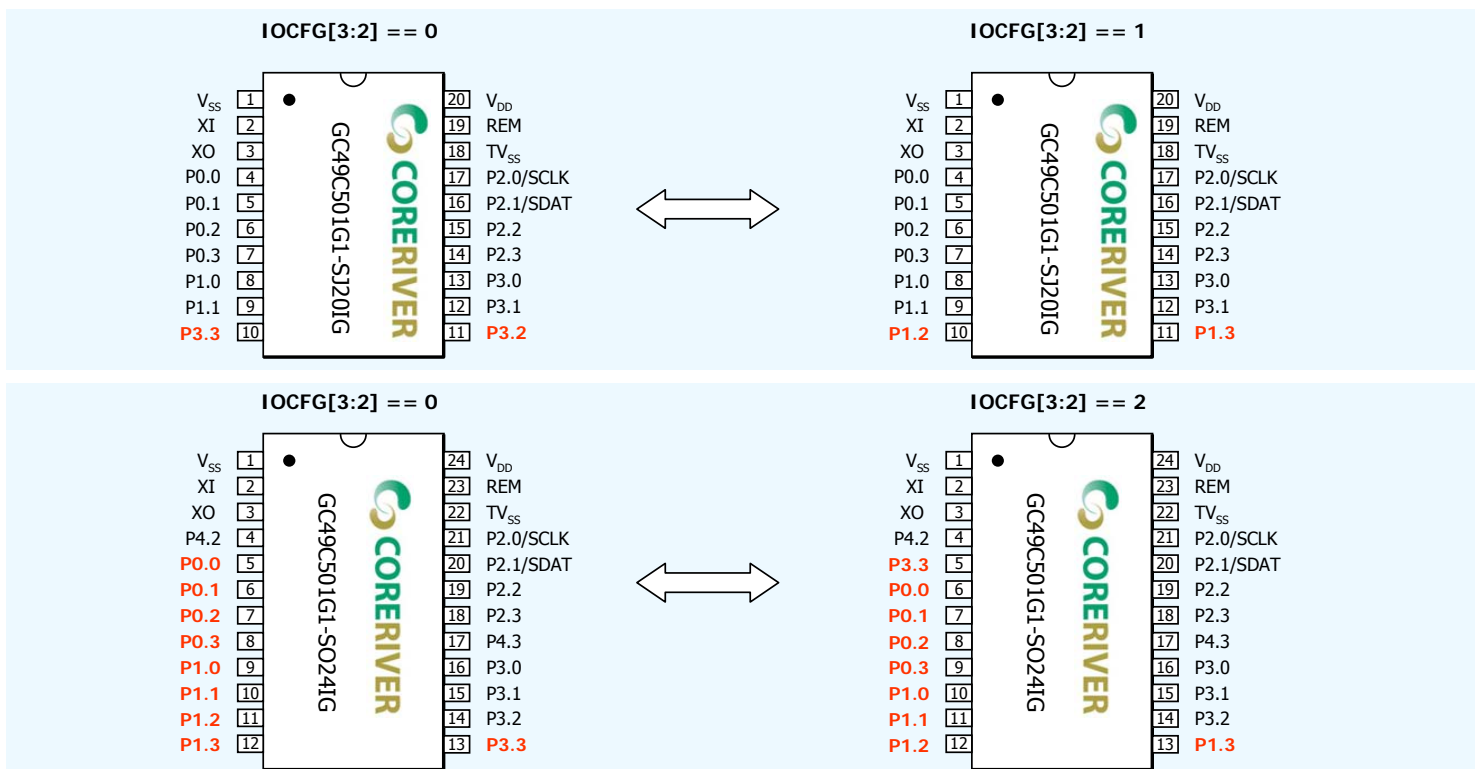 IOCFG[3:2] == 0
VSS 1 20 VDD
XI 2 19 REM
XO 3 18 TVSS
P0.0 4 17 P2.0/SCLK
P0.1 5 16 P2.1/SDAT
P0.2 6 15 P2.2
P0.3 7 14 P2.3
P1.0 8 13 P3.0
P1.1 9 12 P3.1
P3.3 10 11 P3.2
GC49C501G1-SJ20IG
CORERIVER
IOCFG[3:2] == 1
VSS 1 20 VDD
XI 2 19 REM
XO 3 18 TVSS
P0.0 4 17 P2.0/SCLK
P0.1 5 16 P2.1/SDAT
P0.2 6 15 P2.2
P0.3 7 14 P2.3
P1.0 8 13 P3.0
P1.1 9 12 P3.1
P1.2 10 11 P1.3
GC49C501G1-SJ20IG
CORERIVER
IOCFG[3:2] == 0
VSS 1 24 VDD
XI 2 23 REM
XO 3 22 TVSS
P4.2 4 21 P2.0/SCLK
P0.0 5 20 P2.1/SDAT
P0.1 6 19 P2.2
P0.2 7 18 P2.3
P0.3 8 17 P4.3
P1.0 9 16 P3.0
P1.1 10 15 P3.1
P1.2 11 14 P3.2
P1.3 12 13 P3.3
GC49C501G1-SO24IG
CORERIVER
IOCFG[3:2] == 2
VSS 1 24 VDD
XI 2 23 REM
XO 3 22 TVSS
P4.2 4 21 P2.0/SCLK
P3.3 5 20 P2.1/SDAT
P0.0 6 19 P2.2
P0.1 7 18 P2.3
P0.2 8 17 P4.3
P0.3 9 16 P3.0
P1.0 10 15 P3.1
P1.1 11 14 P3.2
P1.2 12 13 P1.3
GC49C501G1-SO24IG
CORERIVER